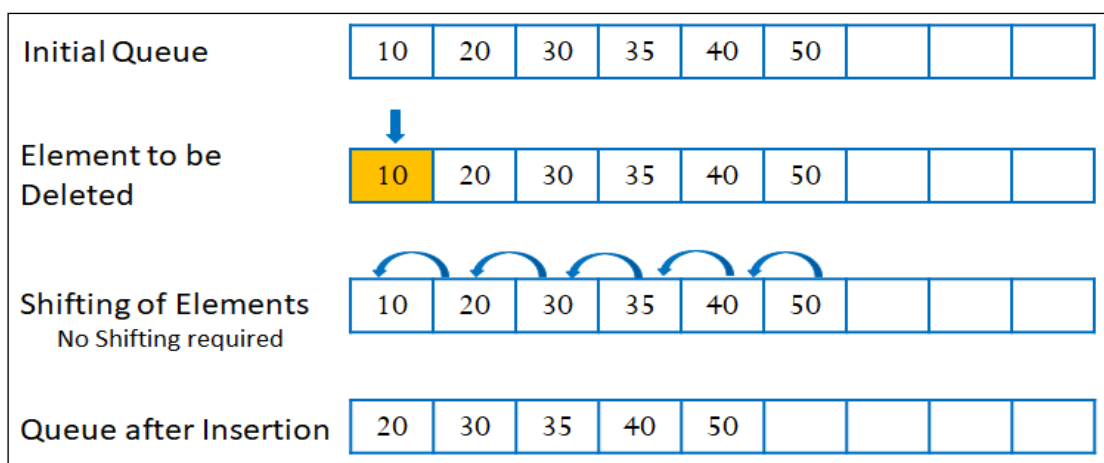 Initial Queue 10 20 30 35 40 50
Element to be
Deleted 10 20 30 35 40 50
Shifting of Elements 10 20 30 35 40 50
No Shifting required
Queue after Insertion 20 30 35 40 50